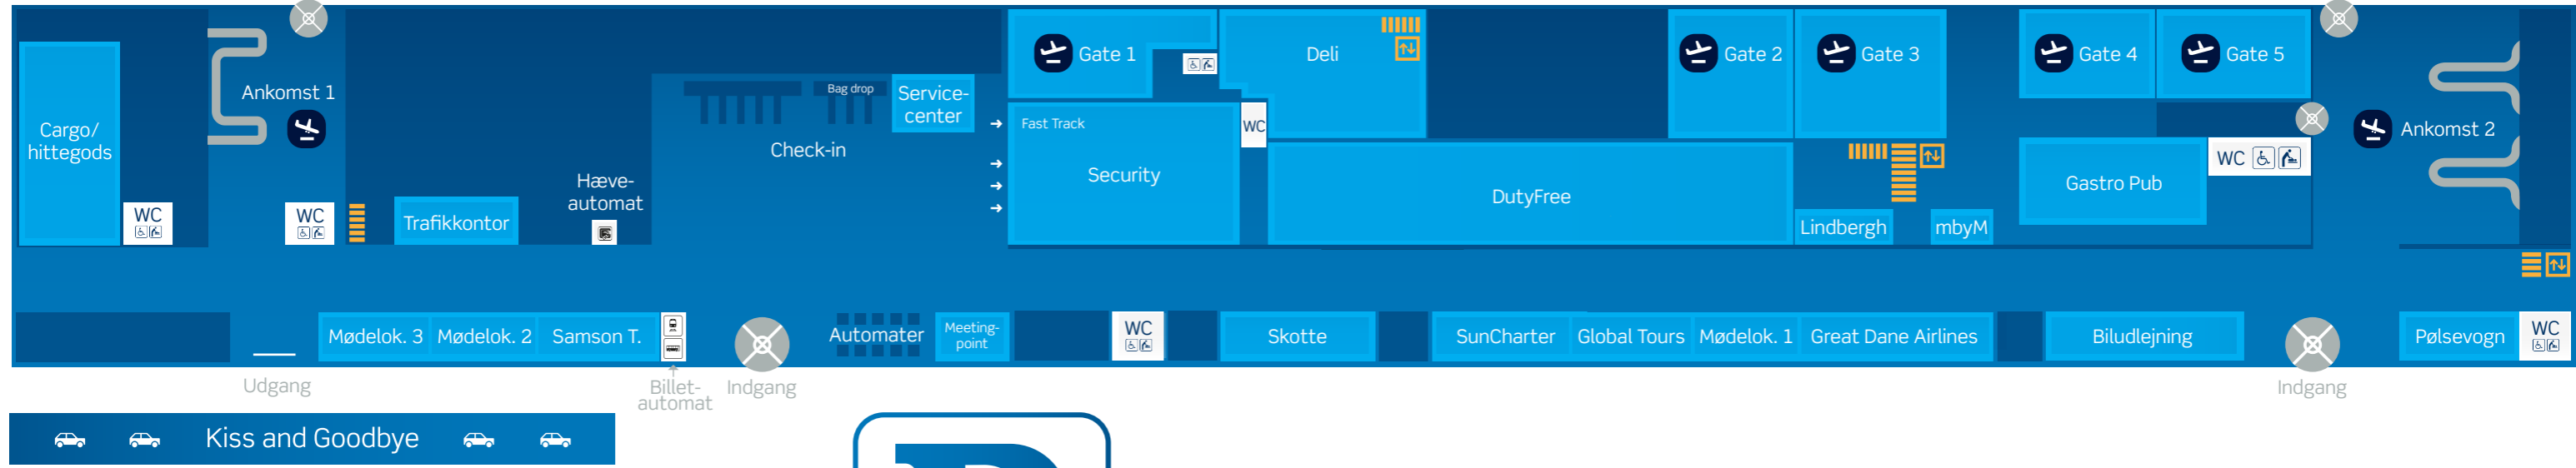 Gate 1
Deli
Gate 2
Gate 3
Gate 4
Gate 5
Ankomst 1
Bag drop
Service-
center
Cargo/
hittegods
Fast Track
WC
Ankomst 2
Check-in
WC
Security
Gastro Pub
Hæve-
automat
DutyFree
WC
WC
Trafikkontor
Lindbergh
mbyM
Mødelok. 3
Mødelok. 2
Samson T.
Automater
Meeting-
point
WC
Skotte
SunCharter
Global Tours
Mødelok. 1
Great Dane Airlines
Biludlejning
Pølsevogn
WC
Udgang
Billet-
automat
Indgang
Indgang
Kiss and Goodbye